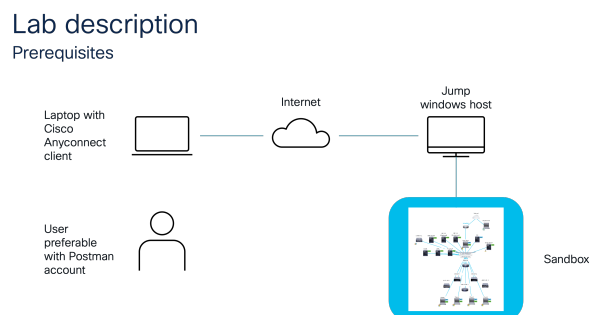 Lab description
Prerequisites
Laptop with
Cisco
Anyconnect
client
Internet
Jump
windows host
User
preferable
with Postman
account
Sandbox